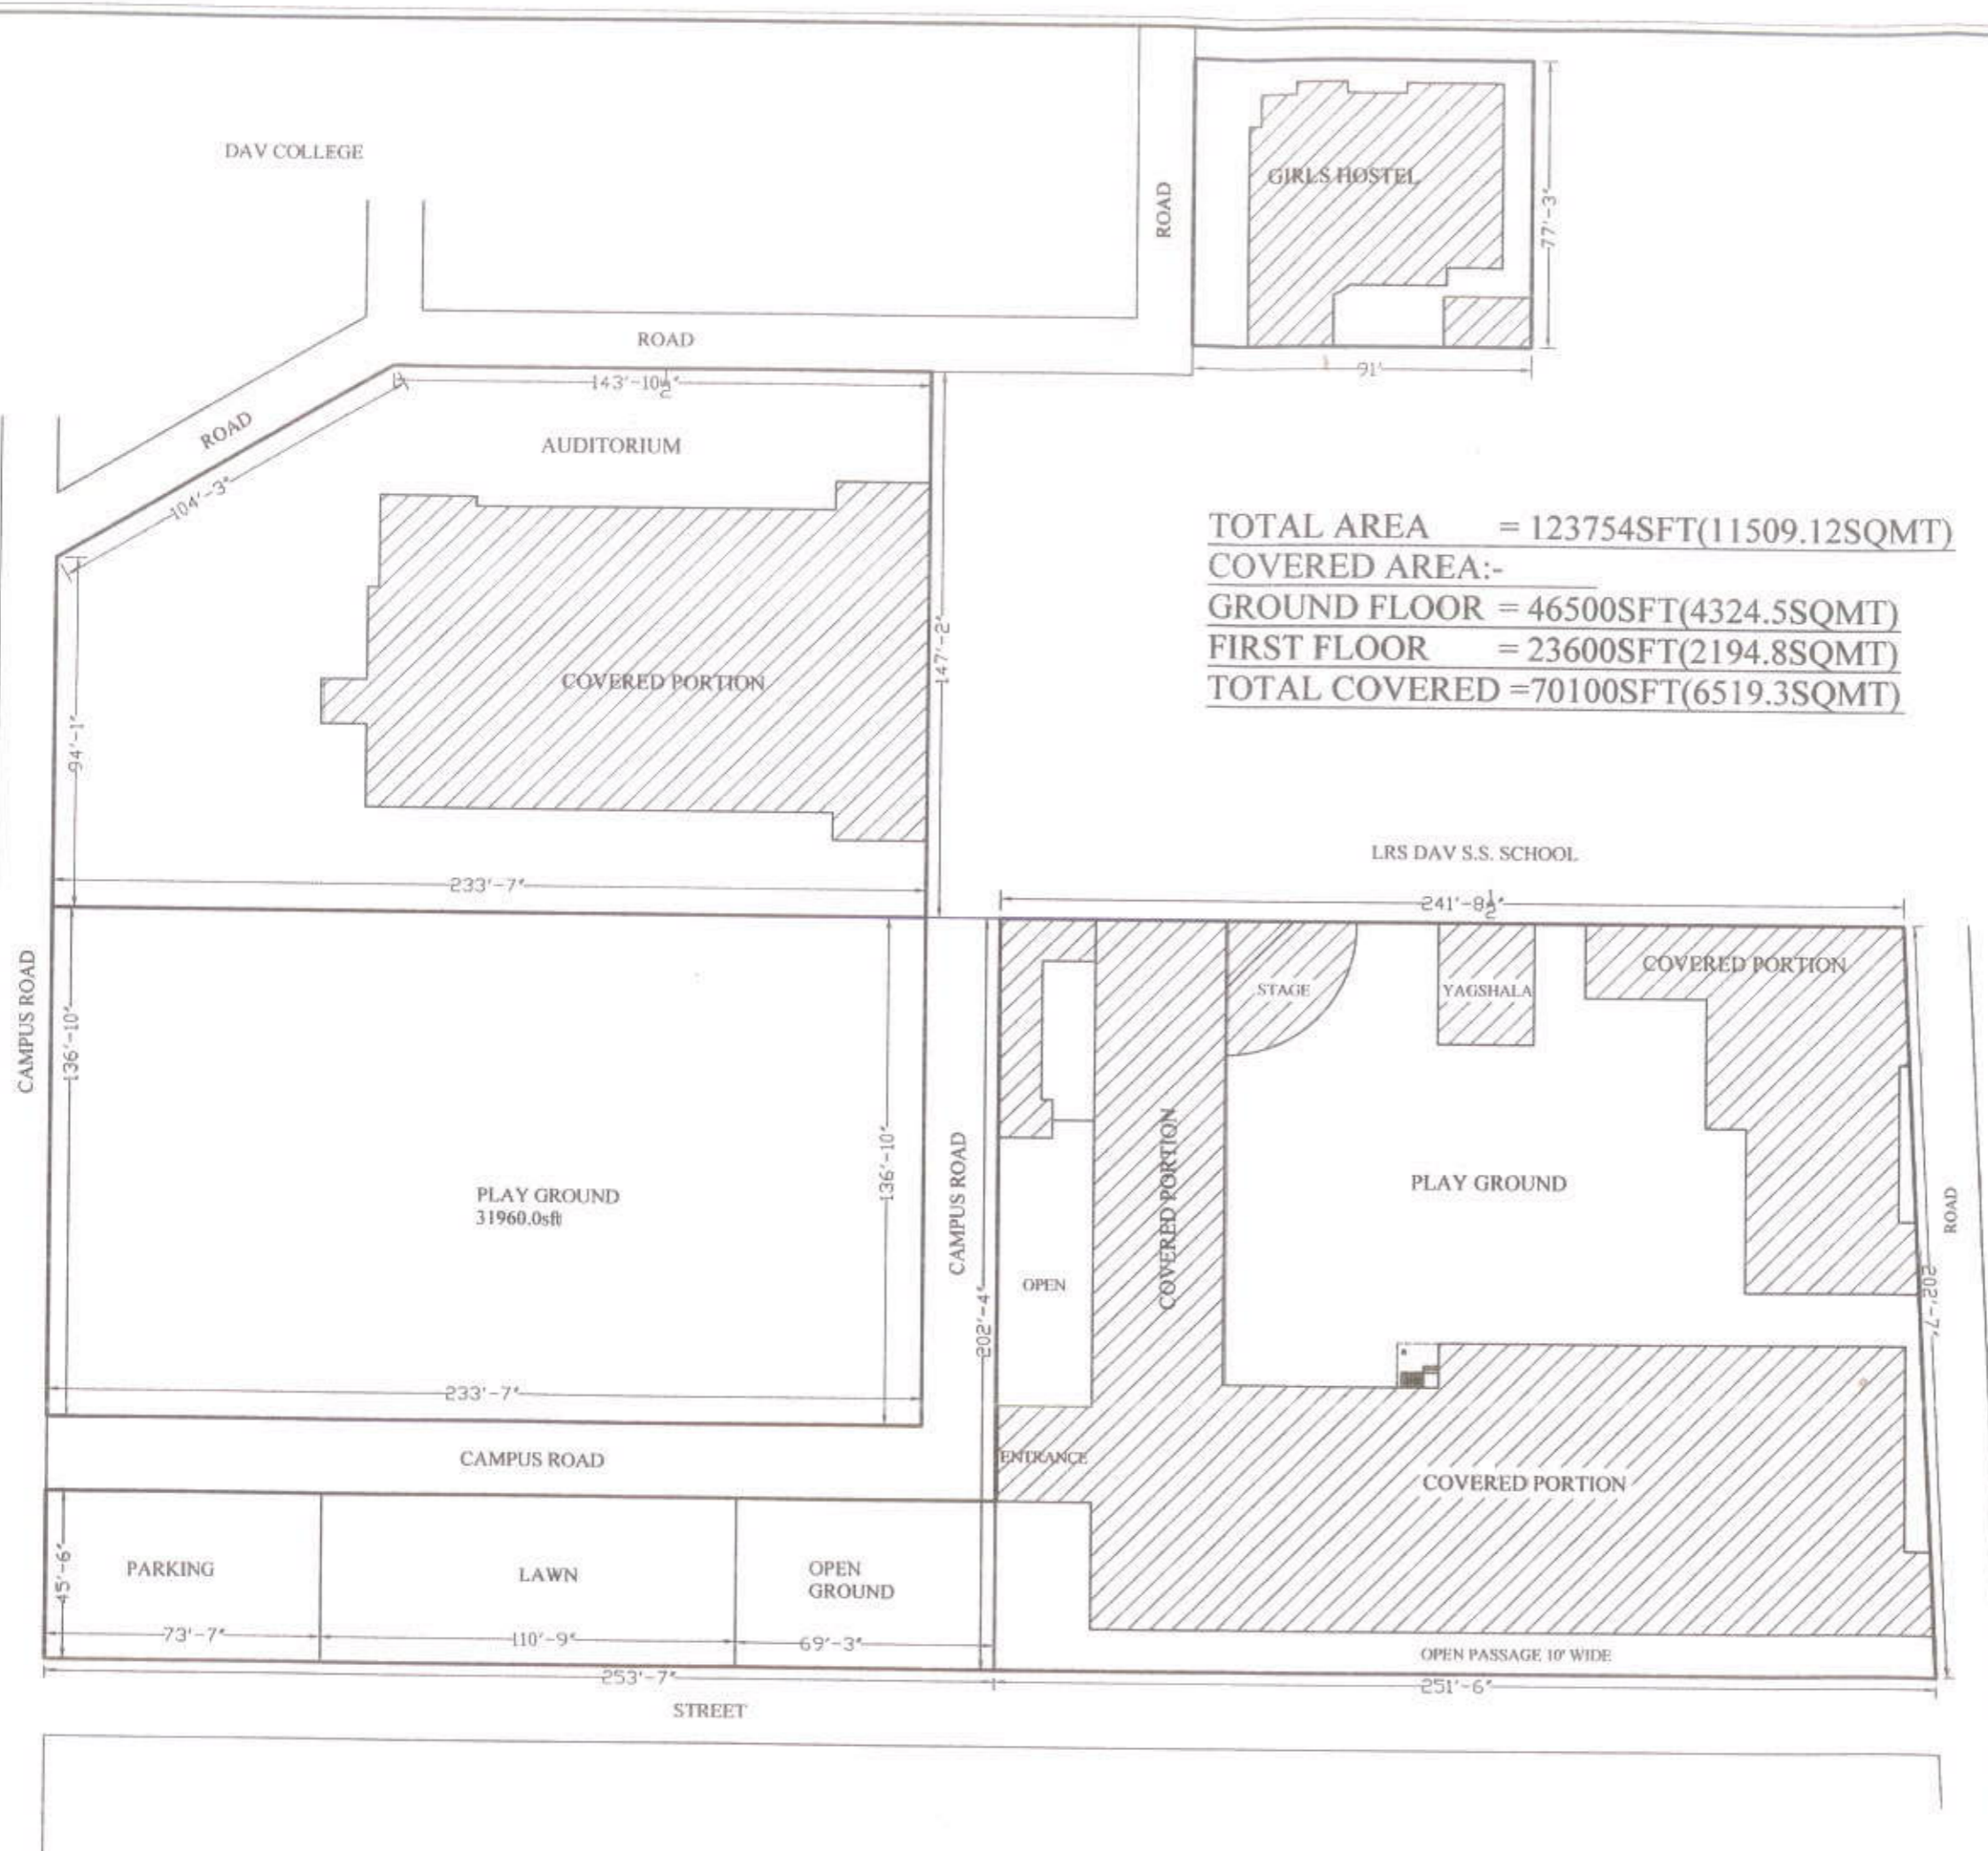 DAV COLLEGE
ROAD
GIRLS HOSTEL
77'-3"
ROAD
91'
143'-10½"
ROAD
104'-3"
AUDITORIUM
TOTAL AREA = 123754SFT(11509.12SQMT)
COVERED AREA:-
GROUND FLOOR = 46500SFT(4324.5SQMT)
FIRST FLOOR = 23600SFT(2194.8SQMT)
TOTAL COVERED =70100SFT(6519.3SQMT)
147'-2"
COVERED PORTION
94'-1"
LRS DAV S.S. SCHOOL
233'-7"
241'-8½"
CAMPUS ROAD
136'-10"
STAGE
YAGSHALA
COVERED PORTION
136'-10"
CAMPUS ROAD
COVERED PORTION
PLAY GROUND
PLAY GROUND
31960.0sft
ROAD
OPEN
202'-4"
202'-7"
233'-7"
CAMPUS ROAD
ENTRANCE
COVERED PORTION
45'-6"
PARKING
LAWN
OPEN
GROUND
73'-7"
110'-9"
69'-3"
OPEN PASSAGE 10' WIDE
253'-7"
251'-6"
STREET